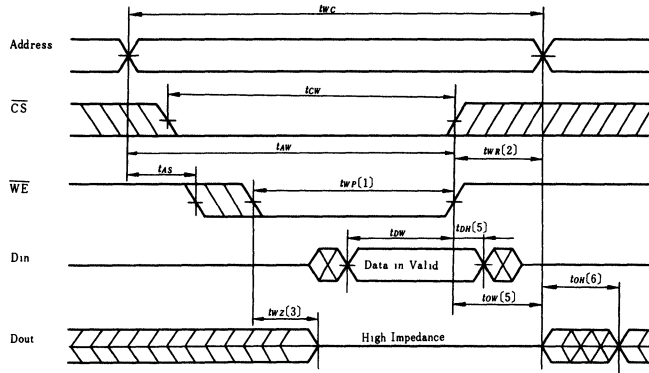 tWC
Address
tCW
CS
tAW
tWR(2)
tAS
tWP(1)
WE
tDW
tDH(5)
Din
Data in Valid
tOW(5)
tOH(6)
tWZ(3)
Dout
High Impedance